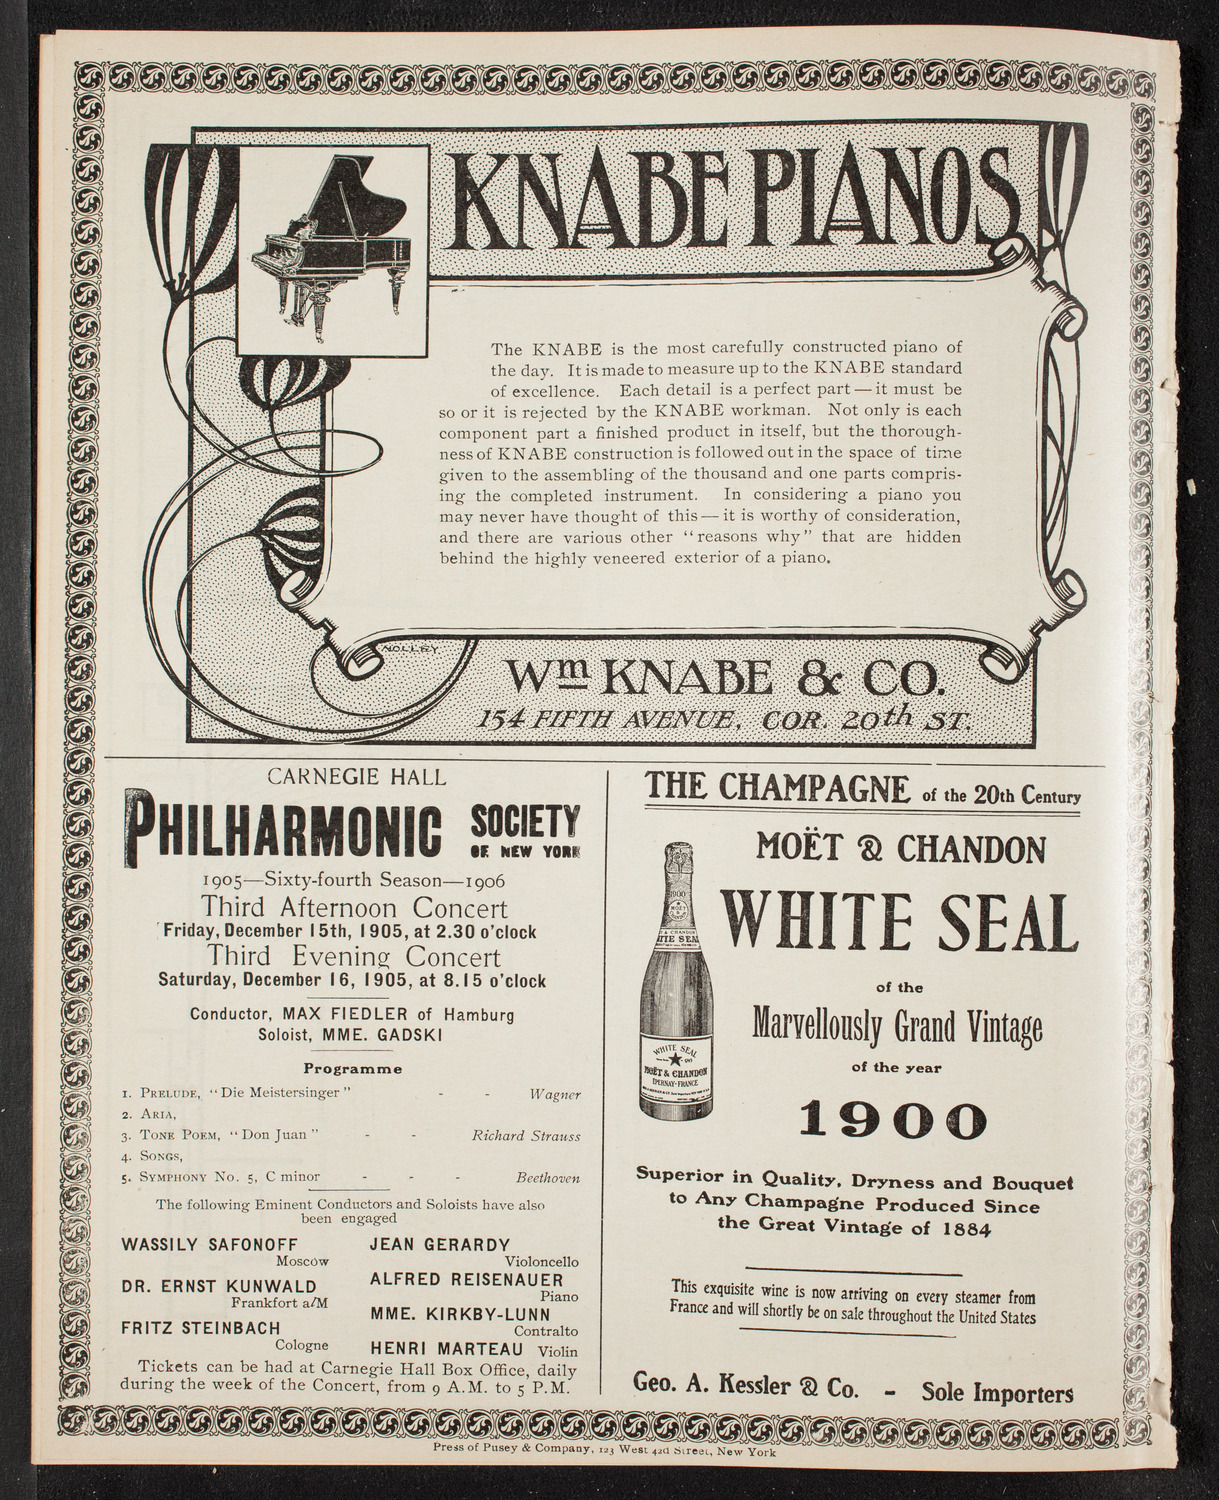 KNABE PIANOS
The KNABE is the most carefully constructed piano of
the day. It is made to measure up to the KNABE standard
of excellence. Each detail is a perfect part—it must be
so or it is rejected by the KNABE workman. Not only is each
component part a finished product in itself, but the thorough-
ness of KNABE construction is followed out in the space of time
given to the assembling of the thousand and one parts compris-
ing the completed instrument. In considering a piano you
may never have thought of this—it is worthy of consideration,
and there are various other "reasons why" that are hidden
behind the highly veneered exterior of a piano.
NOLLEY
Wm KNABE & CO.
154 FIFTH AVENUE, COR. 20th ST.
CARNEGIE HALL
PHILHARMONIC SOCIETY
OF NEW YORK
1905—Sixty-fourth Season—1906
Third Afternoon Concert
Friday, December 15th, 1905, at 2.30 o'clock
Third Evening Concert
Saturday, December 16, 1905, at 8.15 o'clock
Conductor, MAX FIEDLER of Hamburg
Soloist, MME. GADSKI
Programme
1. PRELUDE, "Die Meistersinger" - - Wagner
2. ARIA,
3. TONE POEM, "Don Juan" - - Richard Strauss
4. SONGS,
5. SYMPHONY No. 5, C minor - - - Beethoven
The following Eminent Conductors and Soloists have also
been engaged
WASSILY SAFONOFF
Moscow
DR. ERNST KUNWALD
Frankfort a/M
FRITZ STEINBACH
Cologne
JEAN GERARDY
Violoncello
ALFRED REISENAUER
Piano
MME. KIRKBY-LUNN
Contralto
HENRI MARTEAU Violin
Tickets can be had at Carnegie Hall Box Office, daily
during the week of the Concert, from 9 A.M. to 5 P.M.
THE CHAMPAGNE of the 20th Century
MOËT & CHANDON
WHITE SEAL
of the
Marvellously Grand Vintage
of the year
1900
1900
WHITE SEAL
MOËT & CHANDON
EPERNAY-FRANCE
Superior in Quality, Dryness and Bouquet
to Any Champagne Produced Since
the Great Vintage of 1884
This exquisite wine is now arriving on every steamer from
France and will shortly be on sale throughout the United States
Geo. A. Kessler & Co. - Sole Importers
Press of Pusey & Company, 123 West 42d Street, New York